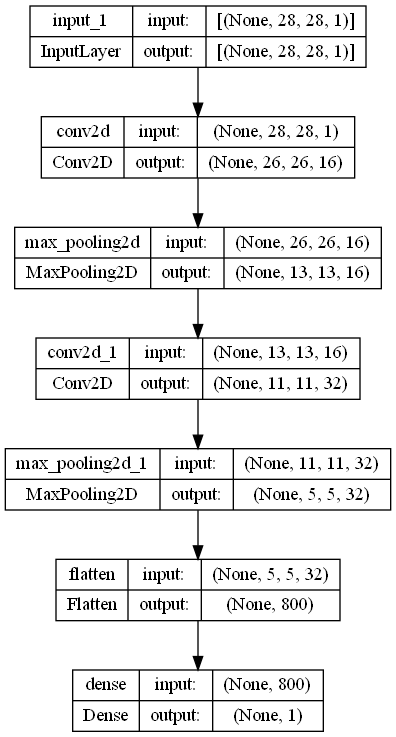 input_1 input: [(None, 28, 28, 1)]
InputLayer output: [(None, 28, 28, 1)]
conv2d input: (None, 28, 28, 1)
Conv2D output: (None, 26, 26, 16)
max_pooling2d input: (None, 26, 26, 16)
MaxPooling2D output: (None, 13, 13, 16)
conv2d_1 input: (None, 13, 13, 16)
Conv2D output: (None, 11, 11, 32)
max_pooling2d_1 input: (None, 11, 11, 32)
MaxPooling2D output: (None, 5, 5, 32)
flatten input: (None, 5, 5, 32)
Flatten output: (None, 800)
dense input: (None, 800)
Dense output: (None, 1)